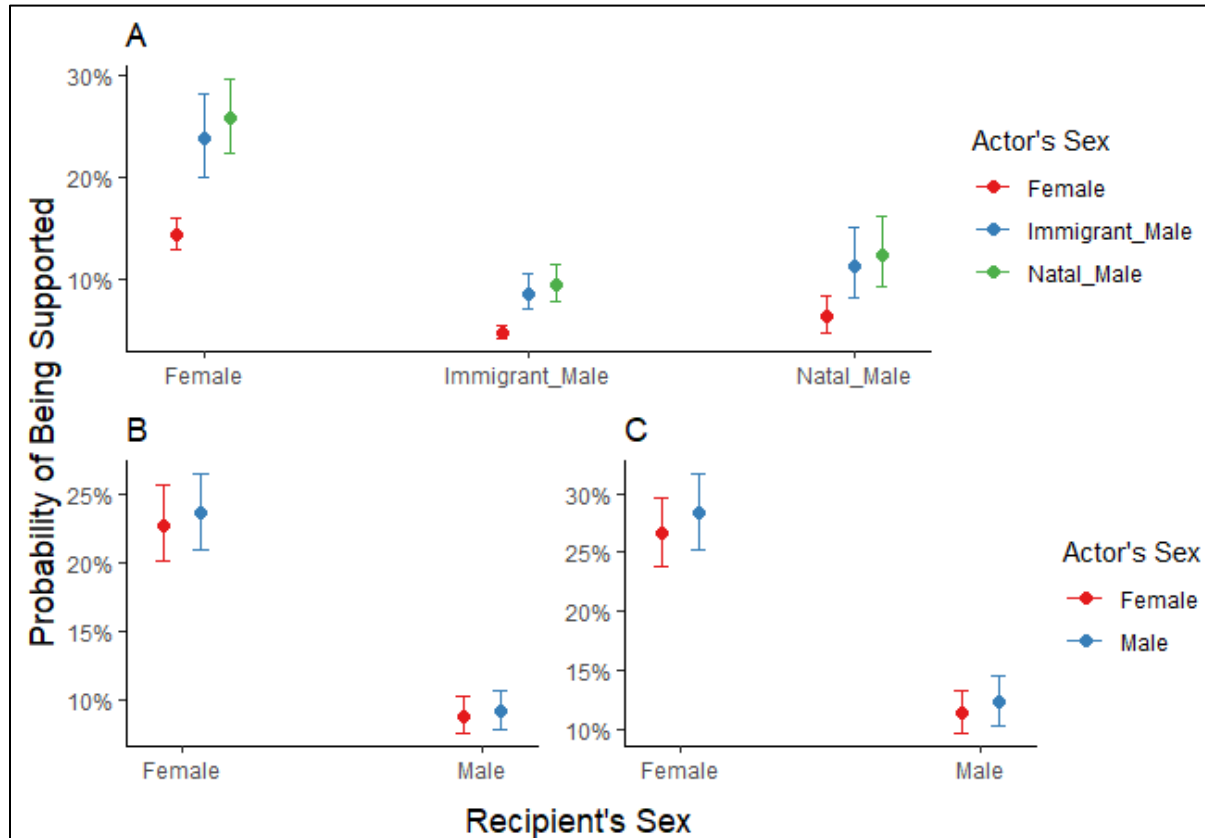 A
Probability of Being Supported
30%
20%
10%
Female
Immigrant_Male
Natal_Male
Actor's Sex
Female
Immigrant_Male
Natal_Male
B
25%
20%
15%
10%
Female
Male
C
30%
25%
20%
15%
10%
Female
Male
Actor's Sex
Female
Male
Recipient's Sex